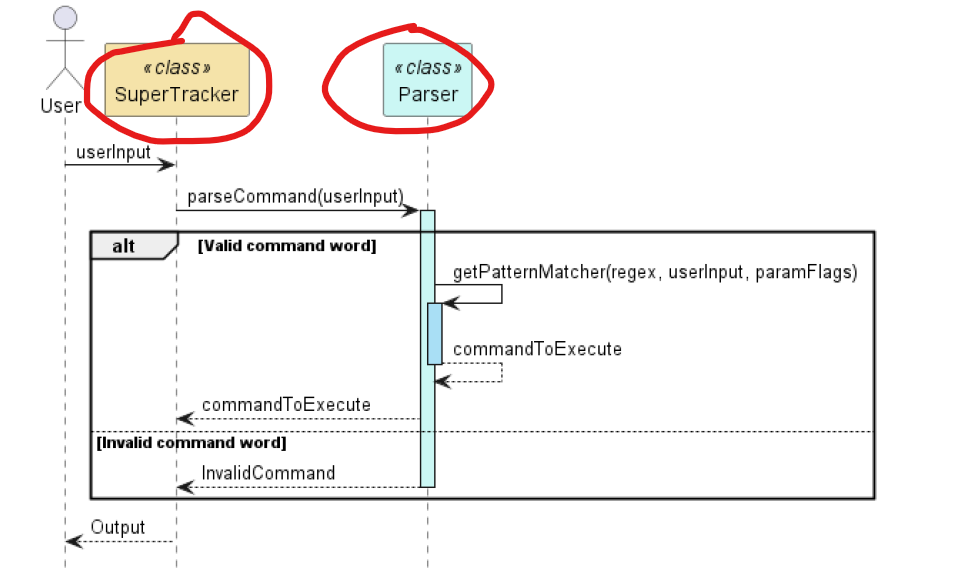 «class»
SuperTracker
«class»
Parser
User
userInput
parseCommand(userInput)
alt
[Valid command word]
getPatternMatcher(regex, userInput, paramFlags)
commandToExecute
commandToExecute
[Invalid command word]
InvalidCommand
Output